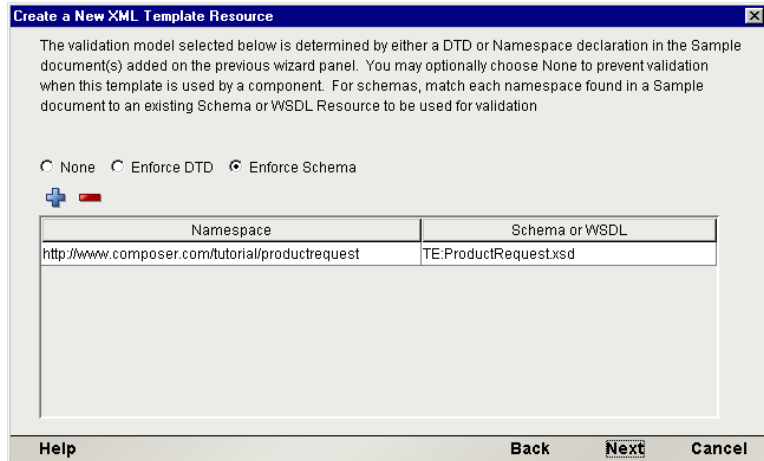 Create a New XML Template Resource
The validation model selected below is determined by either a DTD or Namespace declaration in the Sample
document(s) added on the previous wizard panel. You may optionally choose None to prevent validation
when this template is used by a component. For schemas, match each namespace found in a Sample
document to an existing Schema or WSDL Resource to be used for validation
None Enforce DTD Enforce Schema
Namespace Schema or WSDL
http://www.composer.com/tutorial/productrequest TE:ProductRequest.xsd
Help Back Next Cancel